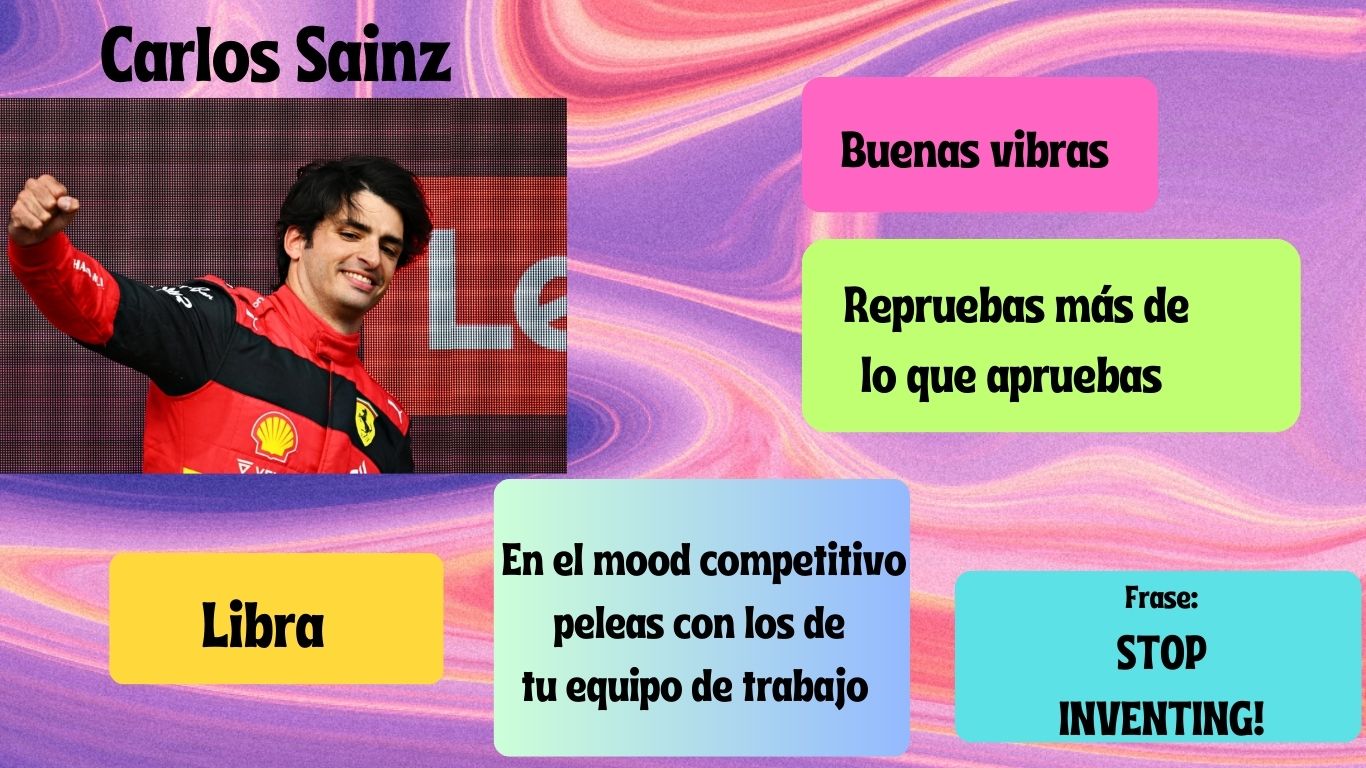 Carlos Sainz
Le
Buenas vibras
Repruebas más de
lo que apruebas
Libra
En el mood competitivo
peleas con los de
tu equipo de trabajo
Frase:
STOP
INVENTING!